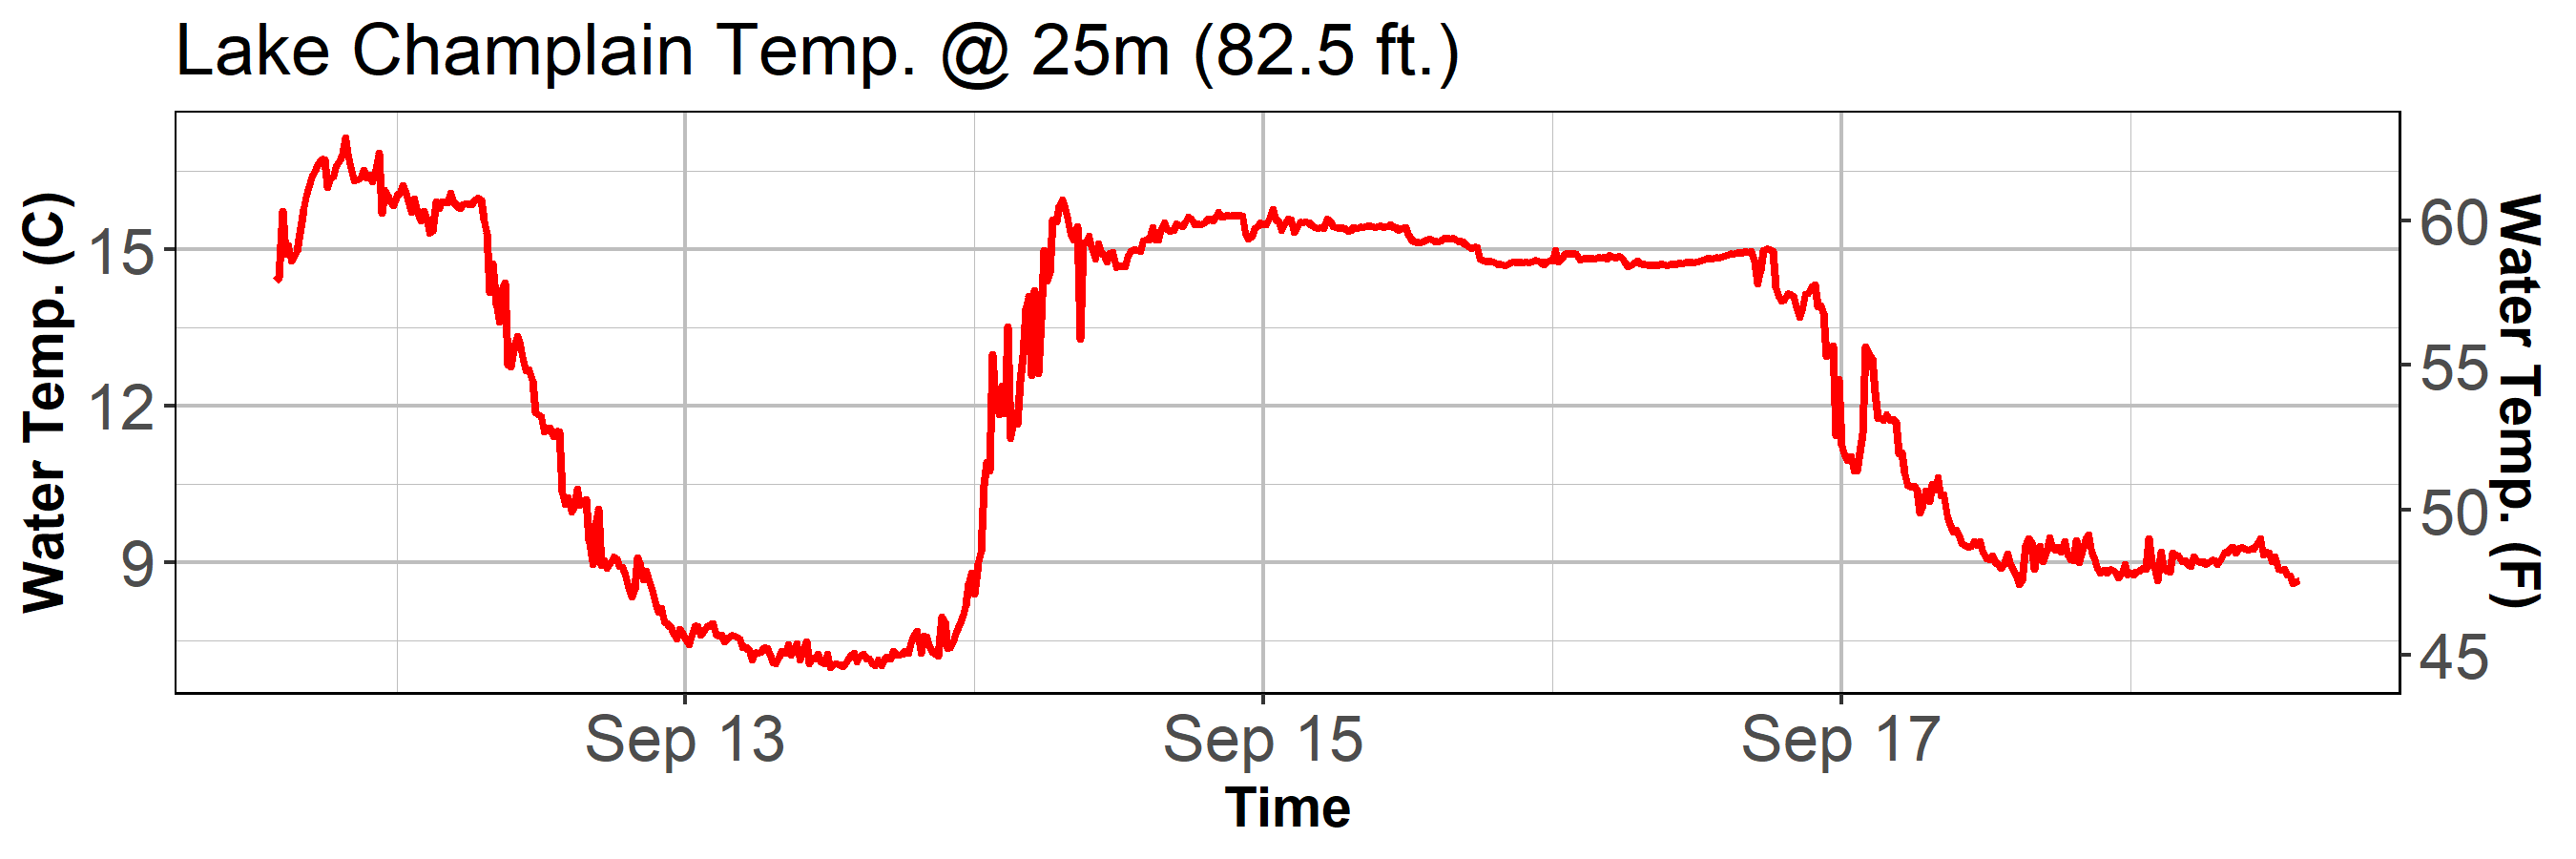 Lake Champlain Temp. @ 25m (82.5 ft.)
Water Temp. (C)
15
12
9
60
55
50
45
Water Temp. (F)
Sep 13
Sep 15
Sep 17
Time